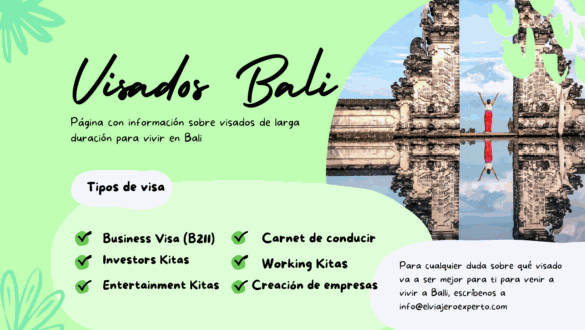 Visados Bali
Página con información sobre visados de larga
duración para vivir en Bali
Tipos de visa
Business Visa (B211)
Investors Kitas
Entertainment Kitas
Carnet de conducir
Working Kitas
Creación de empresas
Para cualquier duda sobre qué visado
va a ser mejor para ti para venir a
vivir a Balli, escríbenos a
info@elviajeroexperto.com